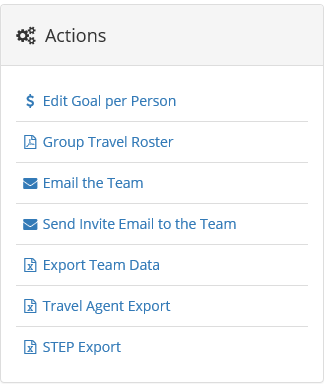 Actions
Edit Goal per Person
Group Travel Roster
Email the Team
Send Invite Email to the Team
Export Team Data
Travel Agent Export
STEP Export